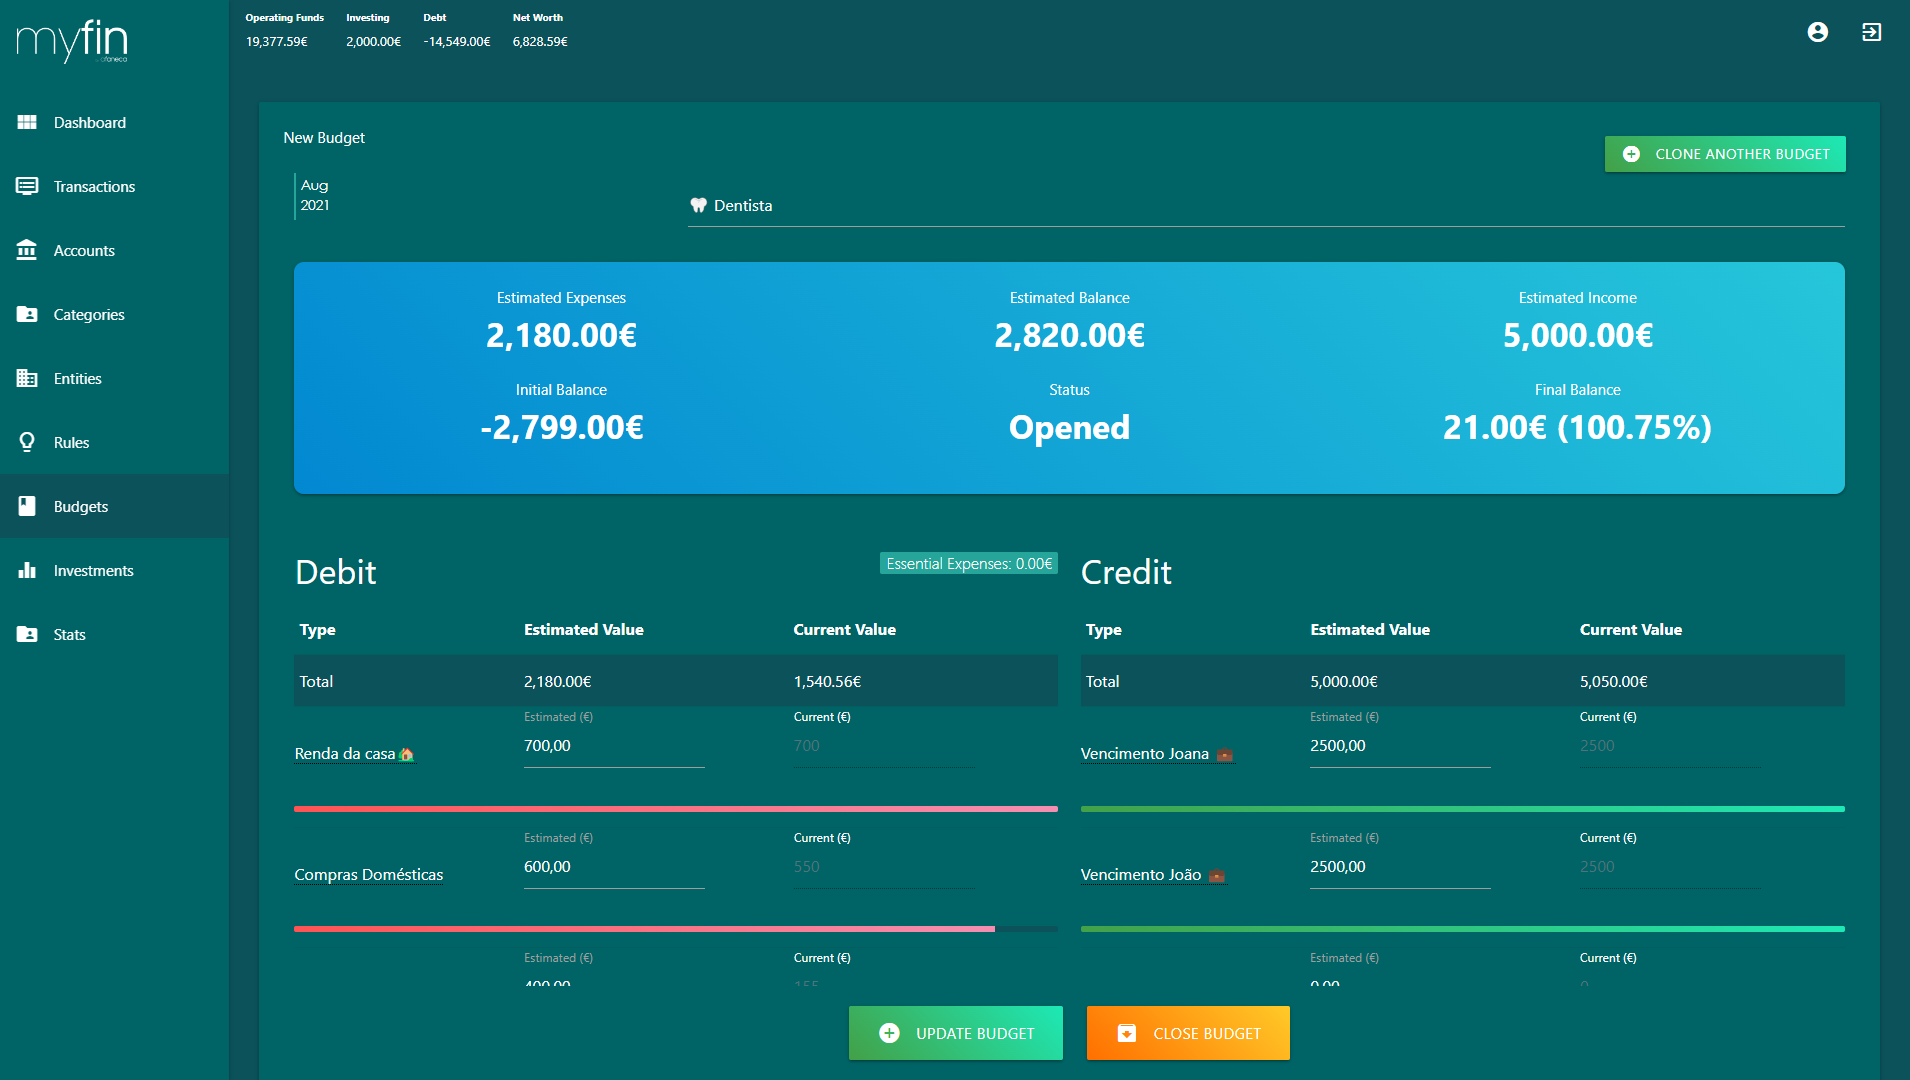 myfin
Operating Funds Investing Debt Net Worth
19,377.59€ 2,000.00€ -14,549.00€ 6,828.59€
Dashboard
Transactions
Accounts
Categories
Entities
Rules
Budgets
Investments
Stats
New Budget
CLONE ANOTHER BUDGET
Aug
2021
🦷 Dentista
Estimated Expenses Estimated Balance Estimated Income
2,180.00€ 2,820.00€ 5,000.00€
Initial Balance Status Final Balance
-2,799.00€ Opened 21.00€ (100.75%)
Debit
Essential Expenses: 0.00€
Type Estimated Value Current Value
Total 2,180.00€ 1,540.56€
Estimated (€) Current (€)
Renda da casa🏠 700,00 700
Estimated (€) Current (€)
Compras Domésticas 600,00 550
Estimated (€) Current (€)
400,00 155
Credit
Type Estimated Value Current Value
Total 5,000.00€ 5,050.00€
Estimated (€) Current (€)
Vencimento Joana 💼 2500,00 2500
Estimated (€) Current (€)
Vencimento João 💼 2500,00 2500
Estimated (€) Current (€)
0,00 0
UPDATE BUDGET
CLOSE BUDGET